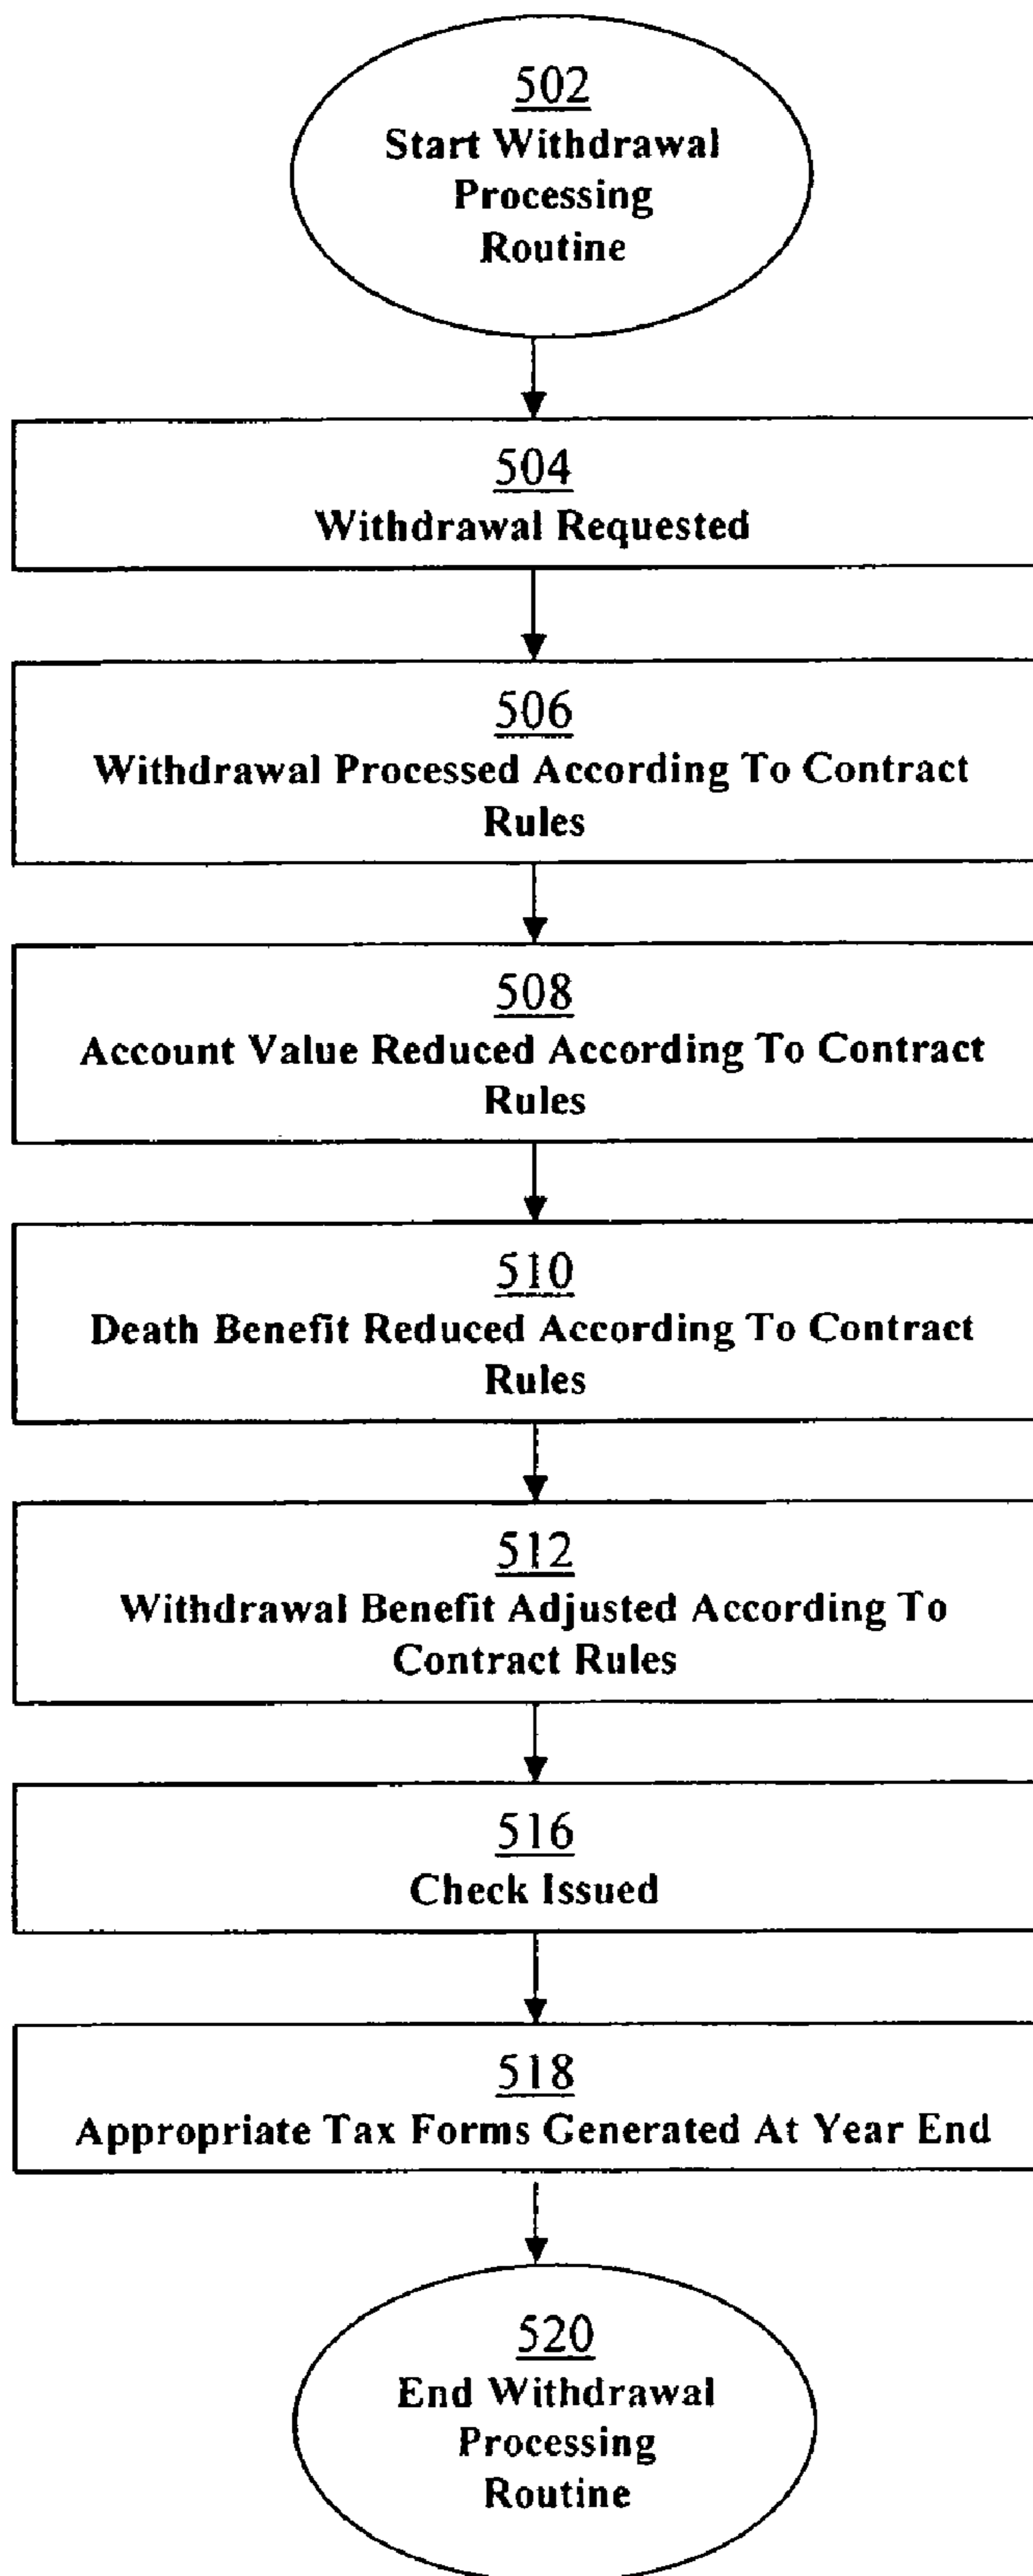 502
Start Withdrawal
Processing
Routine
504
Withdrawal Requested
506
Withdrawal Processed According To Contract
Rules
508
Account Value Reduced According To Contract
Rules
510
Death Benefit Reduced According To Contract
Rules
512
Withdrawal Benefit Adjusted According To
Contract Rules
516
Check Issued
518
Appropriate Tax Forms Generated At Year End
520
End Withdrawal
Processing
Routine